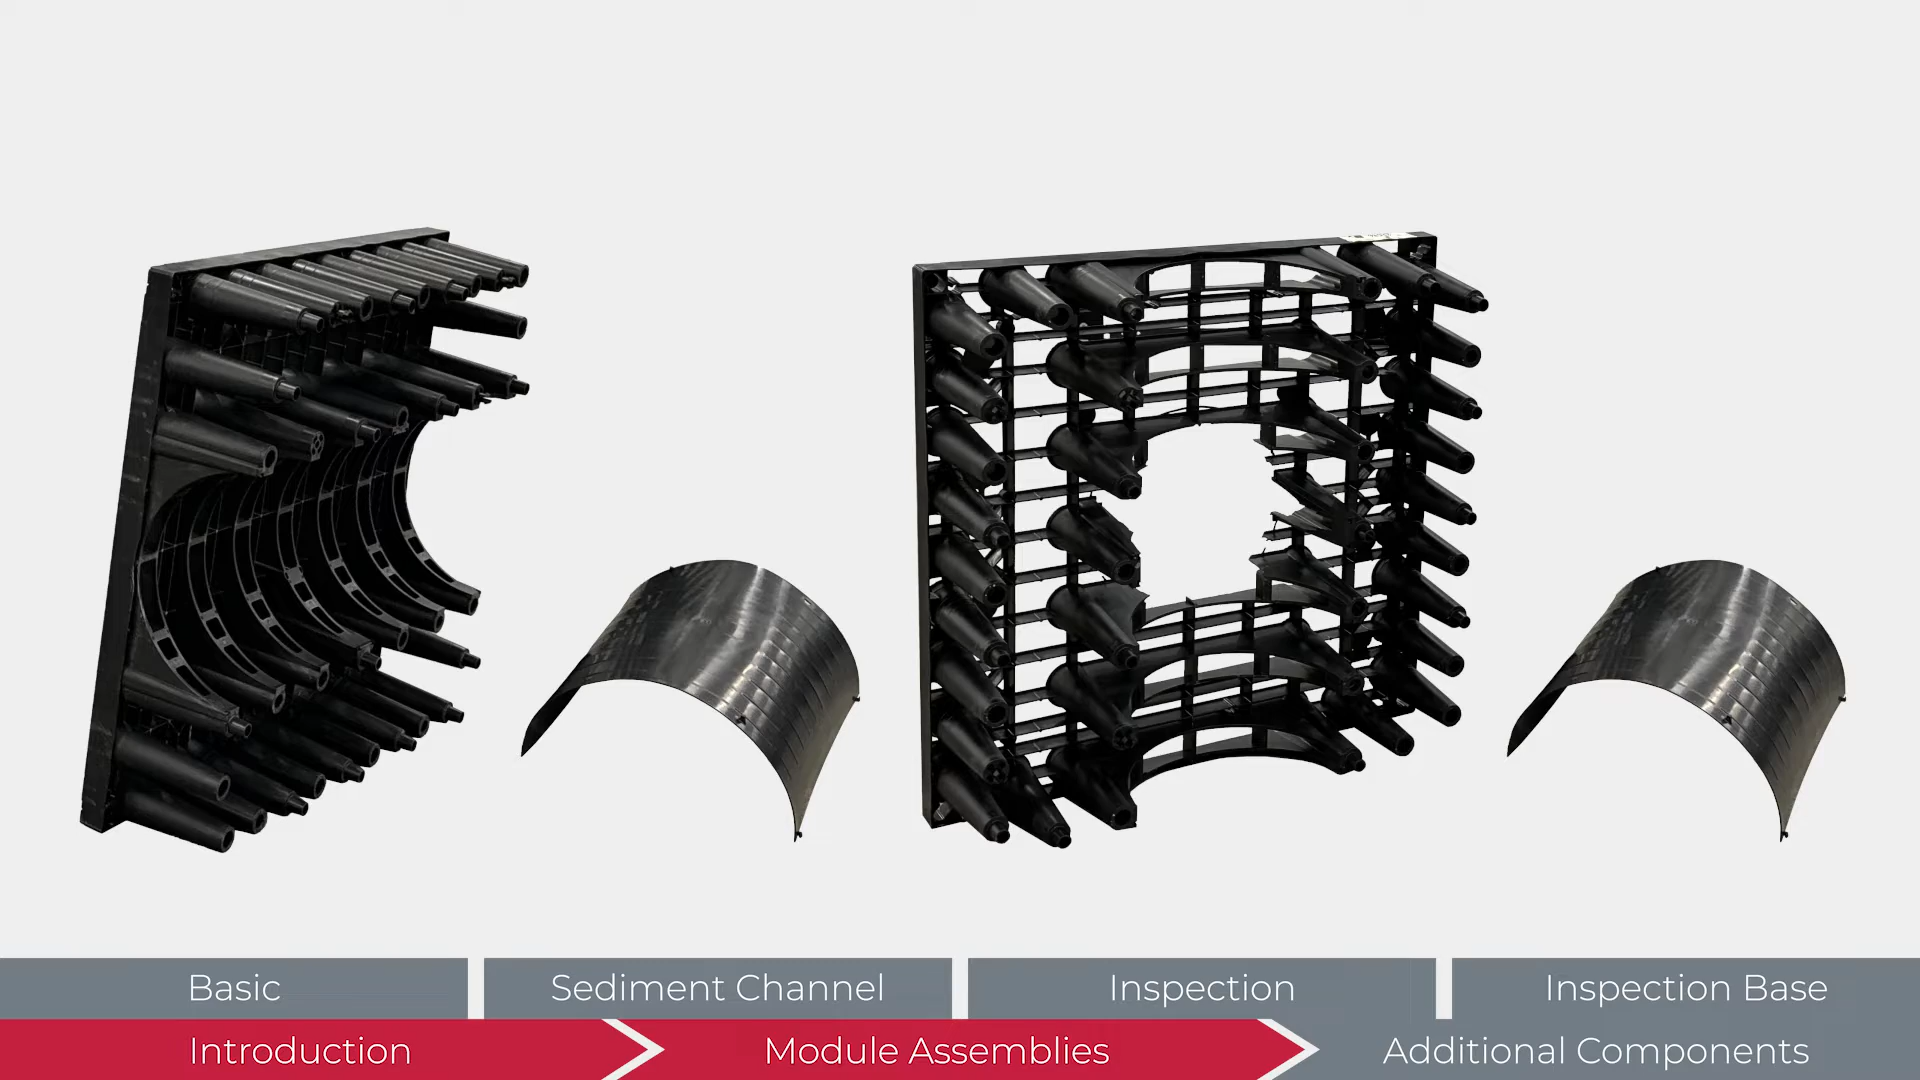 Basic
Sediment Channel
Inspection
Inspection Base
Introduction
Module Assemblies
Additional Components